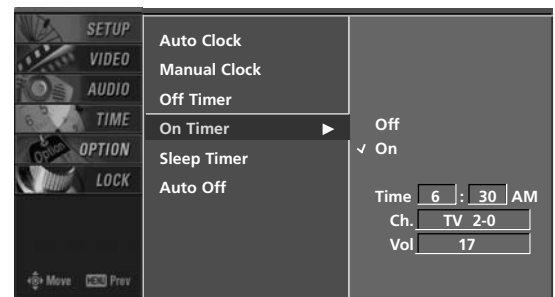 SETUP
VIDEO
AUDIO
TIME
OPTION
LOCK
Move MENU Prev
Auto Clock
Manual Clock
Off Timer
On Timer ►
Sleep Timer
Auto Off
Off
✓ On
Time 6 : 30 AM
Ch. TV 2-0
Vol 17